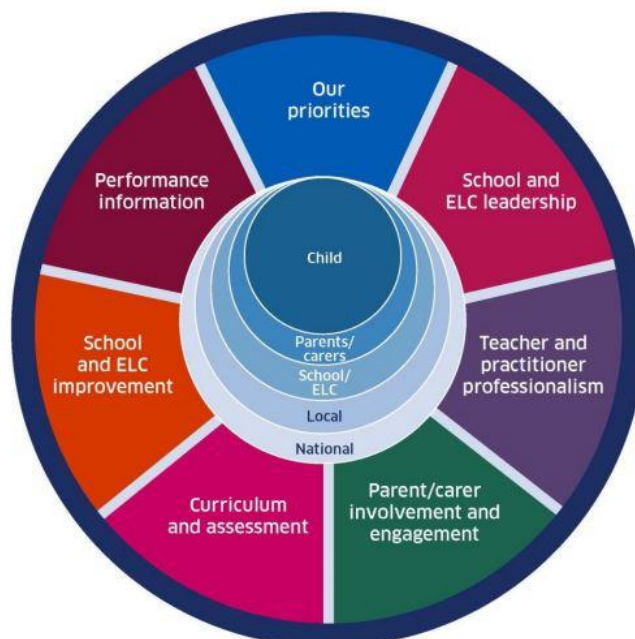 Our
priorities
School and
ELC leadership
Teacher and
practitioner
professionalism
Parent/carer
involvement and
engagement
Curriculum
and assessment
School
and ELC
improvement
Performance
information
Child
Parents/
carers
School/
ELC
Local
National